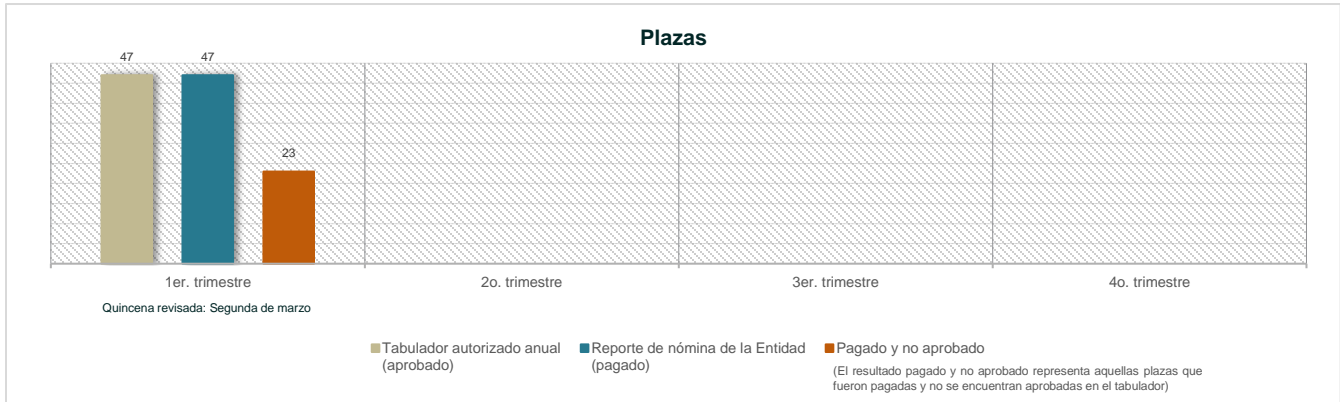 Plazas
47
47
23
1er. trimestre
2o. trimestre
3er. trimestre
4o. trimestre
Quincena revisada: Segunda de marzo
Tabulador autorizado anual
(aprobado)
Reporte de nómina de la Entidad
(pagado)
Pagado y no aprobado
(El resultado pagado y no aprobado representa aquellas plazas que
fueron pagadas y no se encuentran aprobadas en el tabulador)